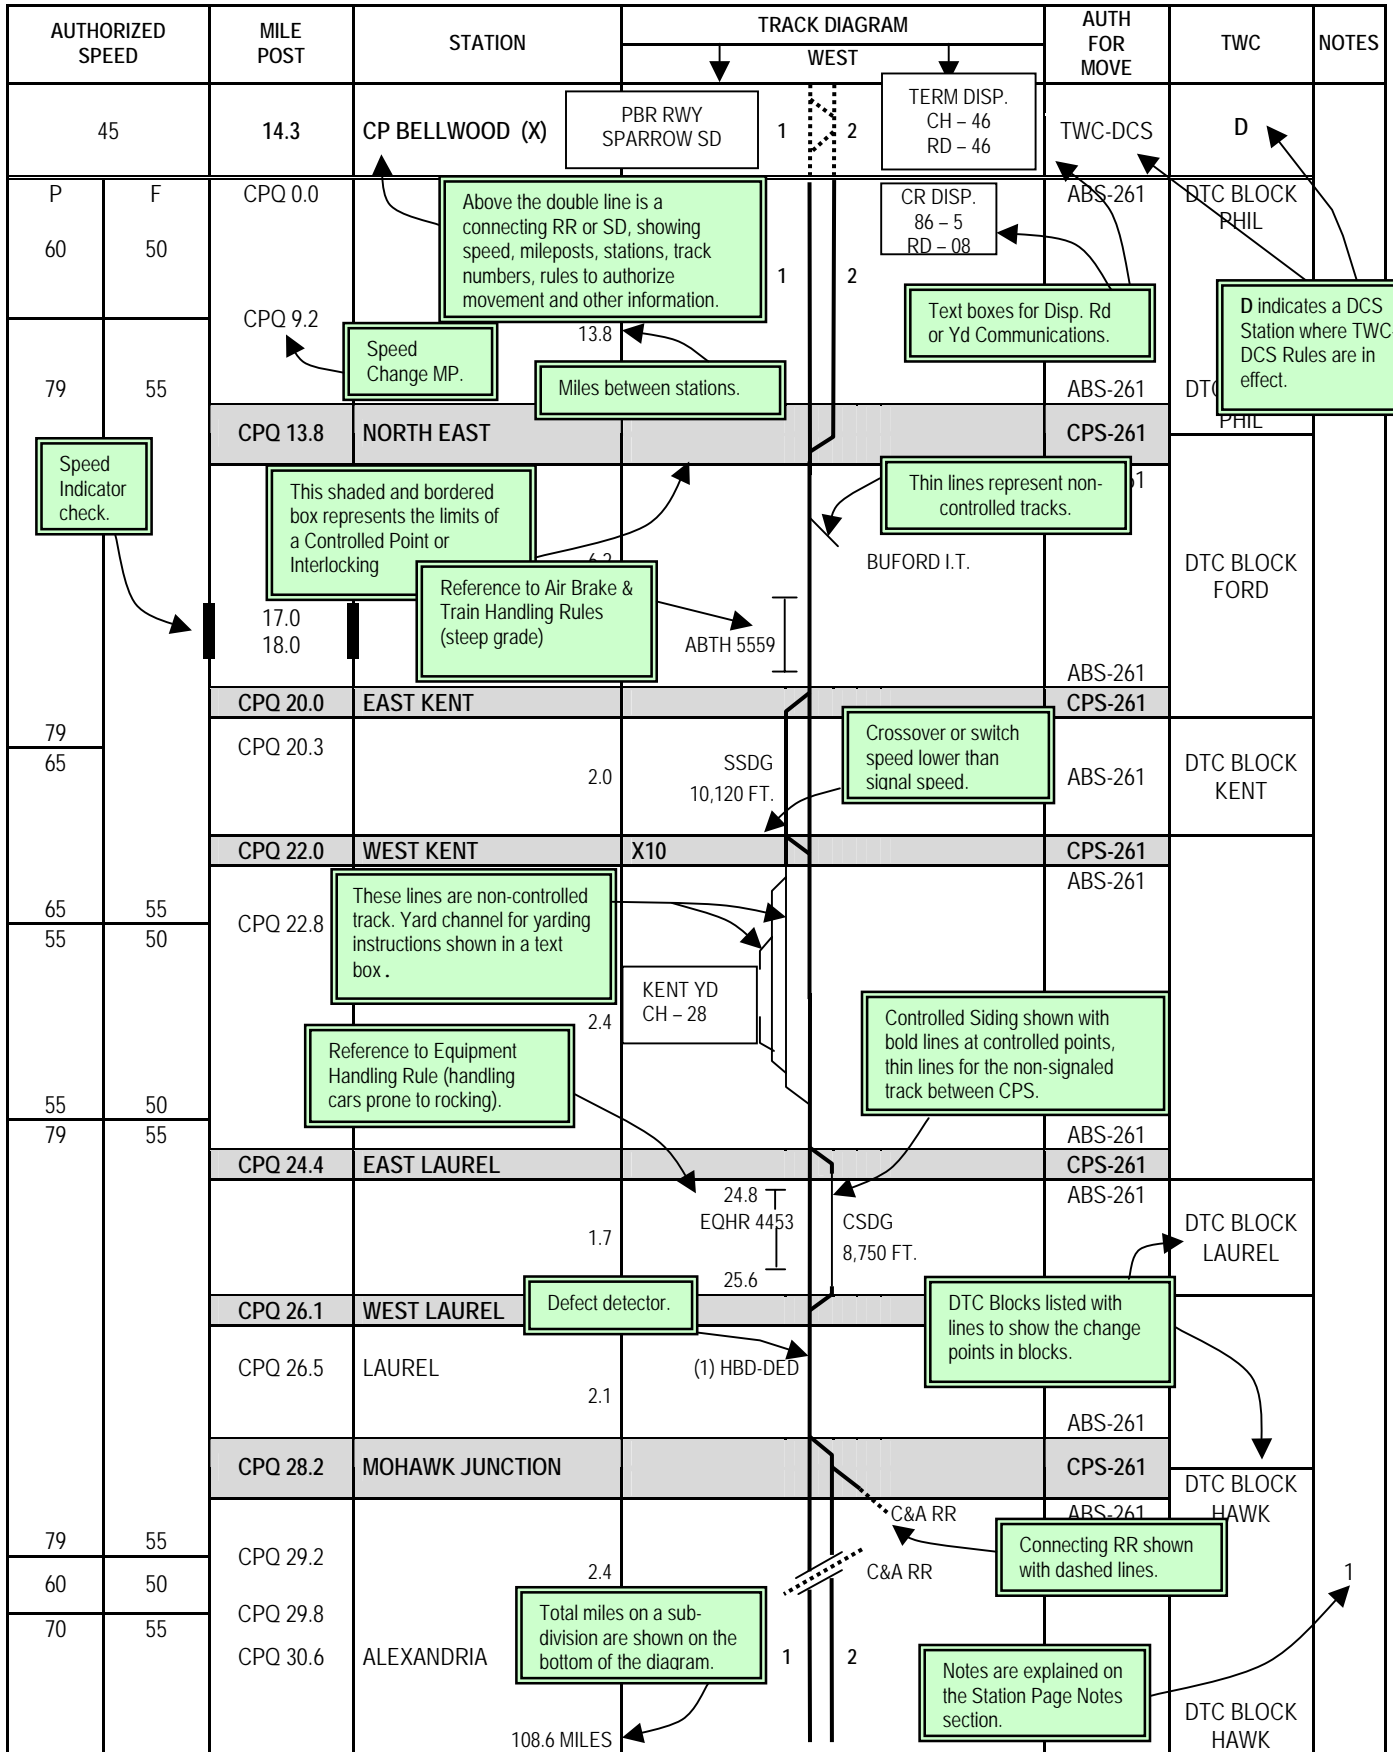 AUTHORIZED
SPEED
MILE
POST
STATION
TRACK DIAGRAM
WEST
AUTH
FOR
MOVE
TWC
NOTES
45
14.3
CP BELLWOOD (X)
PBR RWY
SPARROW SD
1
2
TERM DISP.
CH – 46
RD – 46
TWC-DCS
D
P
F
CPQ 0.0
Above the double line is a
connecting RR or SD, showing
speed, mileposts, stations, track
numbers, rules to authorize
movement and other information.
CR DISP.
86 – 5
RD – 08
ABS-261
DTC BLOCK
PHIL
60
50
1
2
Text boxes for Disp. Rd
or Yd Communications.
D indicates a DCS
Station where TWC-
DCS Rules are in
effect.
CPQ 9.2
Speed
Change MP.
13.8
Miles between stations.
79
55
ABS-261
DTC
PHIL
CPQ 13.8
NORTH EAST
CPS-261
Speed
Indicator
check.
This shaded and bordered
box represents the limits of
a Controlled Point or
Interlocking
Thin lines represent non-
controlled tracks.
1
6.2
BUFORD I.T.
DTC BLOCK
FORD
Reference to Air Brake &
Train Handling Rules
(steep grade)
17.0
18.0
ABTH 5559
ABS-261
CPQ 20.0
EAST KENT
CPS-261
79
65
CPQ 20.3
2.0
SSDG
10,120 FT.
Crossover or switch
speed lower than
signal speed.
ABS-261
DTC BLOCK
KENT
CPQ 22.0
WEST KENT
X10
CPS-261
ABS-261
65
55
55
50
CPQ 22.8
These lines are non-controlled
track. Yard channel for yarding
instructions shown in a text
box.
KENT YD
CH – 28
2.4
Controlled Siding shown with
bold lines at controlled points,
thin lines for the non-signaled
track between CPS.
Reference to Equipment
Handling Rule (handling
cars prone to rocking).
55
50
79
55
ABS-261
CPQ 24.4
EAST LAUREL
CPS-261
ABS-261
24.8
EQHR 4453
25.6
1.7
CSDG
8,750 FT.
DTC BLOCK
LAUREL
CPQ 26.1
WEST LAUREL
Defect detector.
DTC Blocks listed with
lines to show the change
points in blocks.
CPQ 26.5
LAUREL
(1) HBD-DED
2.1
ABS-261
CPQ 28.2
MOHAWK JUNCTION
CPS-261
DTC BLOCK
HAWK
C&A RR
ABS-261
Connecting RR shown
with dashed lines.
79
55
CPQ 29.2
2.4
C&A RR
60
50
1
CPQ 29.8
Total miles on a sub-
division are shown on the
bottom of the diagram.
70
55
CPQ 30.6
ALEXANDRIA
1
2
Notes are explained on
the Station Page Notes
section.
108.6 MILES
DTC BLOCK
HAWK